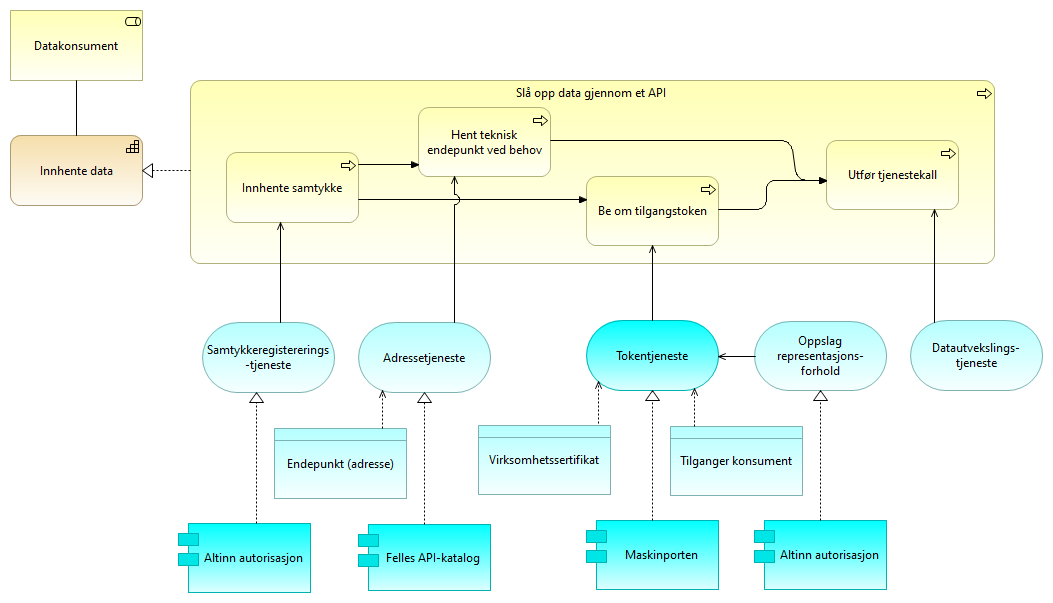 Datakonsument
Slå opp data gjennom et API
Hent teknisk
endepunkt ved behov
Innhente data
Innhente samtykke
Utfør tjenestekall
Be om tilgangstoken
Samtykkeregistererings
-tjeneste
Adressetjeneste
Tokentjeneste
Oppslag
representasjons-
forhold
Datautvekslings-
tjeneste
Endepunkt (adresse)
Virksomhetssertifikat
Tilganger konsument
Altinn autorisasjon
Felles API-katalog
Maskinporten
Altinn autorisasjon